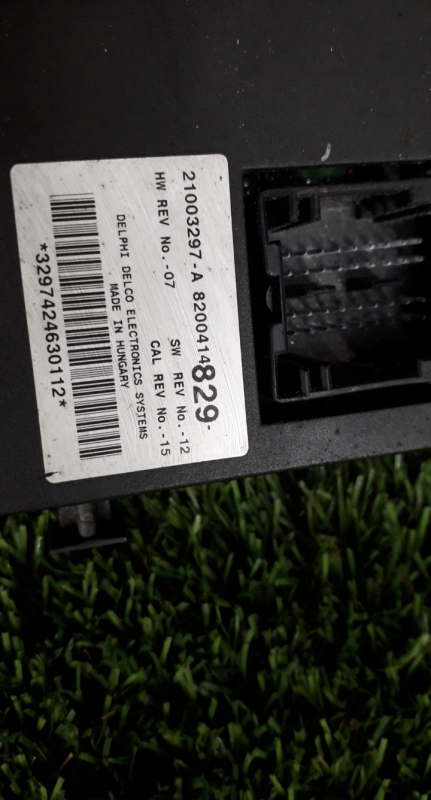 21003297-A 8200414829-
HW REV No.-07 SW REV No.-12
CAL REV No.-15
DELPHI DELCO ELECTRONICS SYSTEMS
MADE IN HUNGARY
*3297424630112*